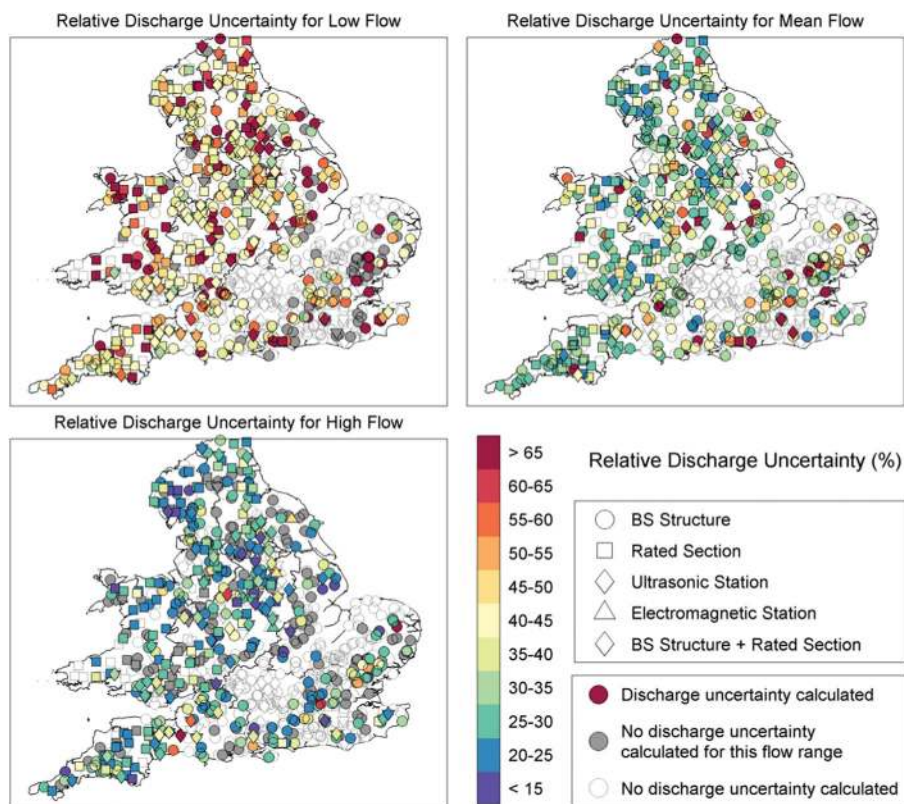 Relative Discharge Uncertainty for Low Flow
Relative Discharge Uncertainty for Mean Flow
Relative Discharge Uncertainty for High Flow
> 65
60-65
55-60
50-55
45-50
40-45
35-40
30-35
25-30
20-25
< 15
Relative Discharge Uncertainty (%)
BS Structure
Rated Section
Ultrasonic Station
Electromagnetic Station
BS Structure + Rated Section
Discharge uncertainty calculated
No discharge uncertainty
calculated for this flow range
No discharge uncertainty calculated